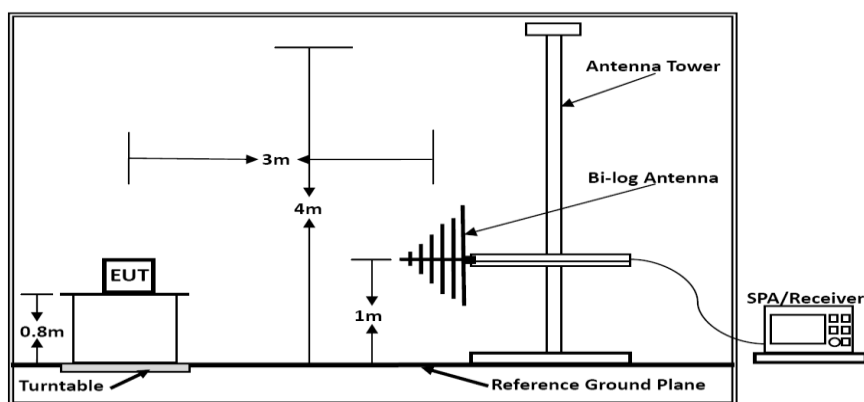 Antenna Tower
3m
Bi-log Antenna
4m
EUT
0.8m
1m
SPA/Receiver
Turntable
Reference Ground Plane